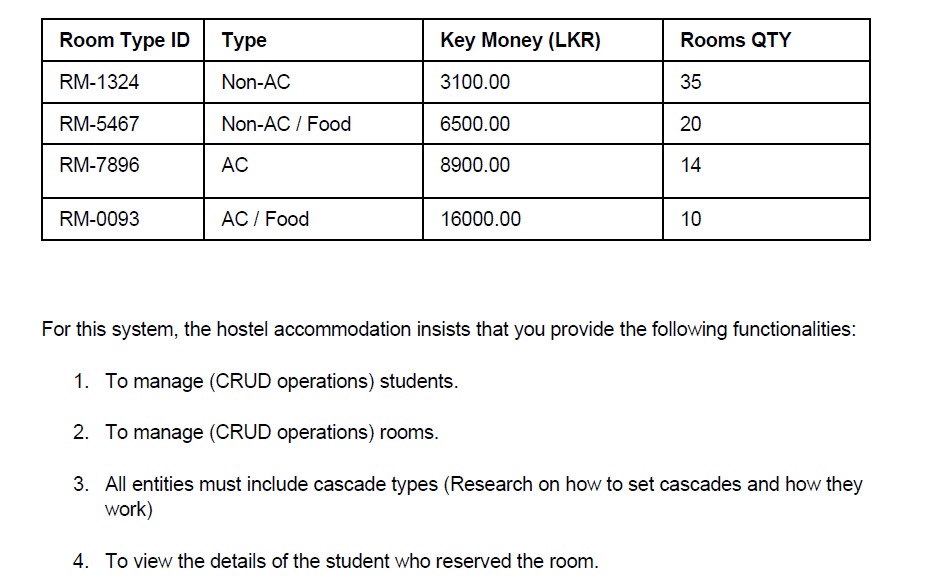 Room Type ID Type Key Money (LKR) Rooms QTY
RM-1324 Non-AC 3100.00 35
RM-5467 Non-AC / Food 6500.00 20
RM-7896 AC 8900.00 14
RM-0093 AC / Food 16000.00 10
For this system, the hostel accommodation insists that you provide the following functionalities:
1. To manage (CRUD operations) students.
2. To manage (CRUD operations) rooms.
3. All entities must include cascade types (Research on how to set cascades and how they
work)
4. To view the details of the student who reserved the room.